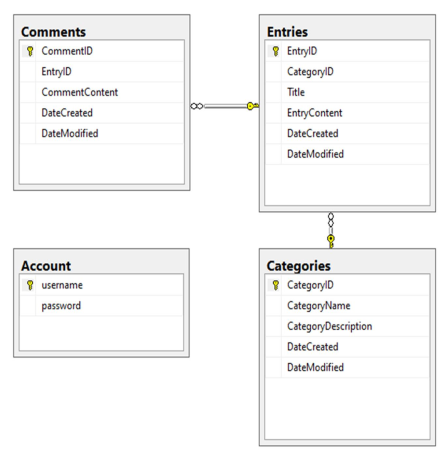 Comments
CommentID
EntryID
CommentContent
DateCreated
DateModified
Entries
EntryID
CategoryID
Title
EntryContent
DateCreated
DateModified
Account
username
password
Categories
CategoryID
CategoryName
CategoryDescription
DateCreated
DateModified